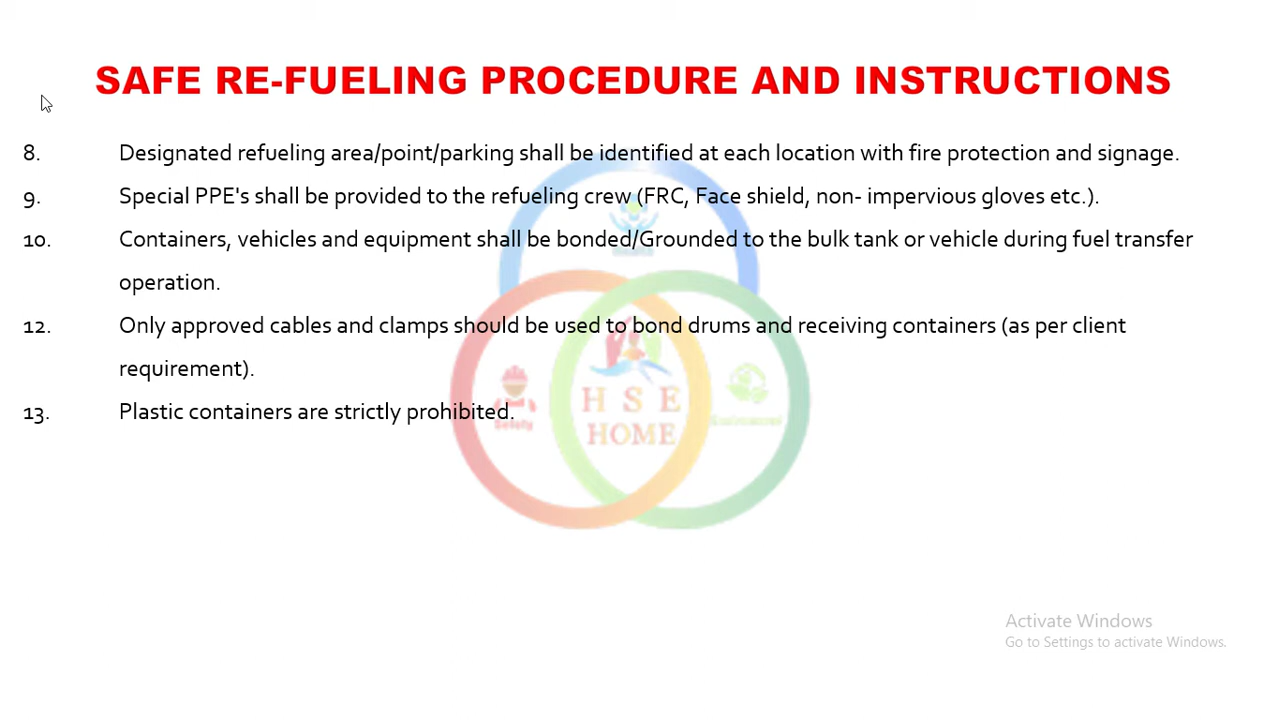 SAFE RE-FUELING PROCEDURE AND INSTRUCTIONS
8. Designated refueling area/point/parking shall be identified at each location with fire protection and signage.
9. Special PPE's shall be provided to the refueling crew (FRC, Face shield, non- impervious gloves etc.).
10. Containers, vehicles and equipment shall be bonded/Grounded to the bulk tank or vehicle during fuel transfer
operation.
12. Only approved cables and clamps should be used to bond drums and receiving containers (as per client
requirement).
13. Plastic containers are strictly prohibited.
Safety
H S E
HOME
Environment
Activate Windows
Go to Settings to activate Windows.